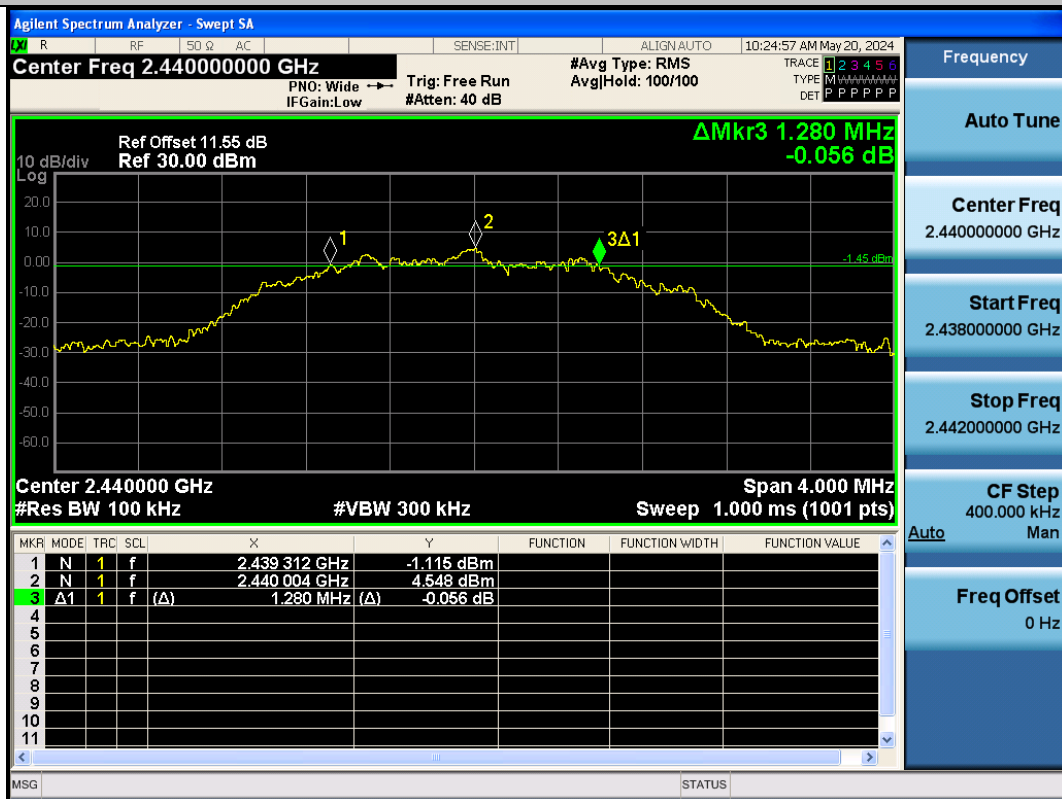 Agilent Spectrum Analyzer - Swept SA
LXI R RF 50 Ω AC SENSE:INT ALIGN AUTO 10:24:57 AM May 20, 2024
Center Freq 2.440000000 GHz
PNO: Wide
IFGain:Low
Trig: Free Run
#Atten: 40 dB
#Avg Type: RMS
Avg|Hold: 100/100
TRACE 1 2 3 4 5 6
TYPE M WWWWW
DET P P P P P P
Frequency
Auto Tune
Center Freq
2.440000000 GHz
Start Freq
2.438000000 GHz
Stop Freq
2.442000000 GHz
CF Step
400.000 kHz
Auto Man
Freq Offset
0 Hz
ΔMkr3 1.280 MHz
-0.056 dB
Ref Offset 11.55 dB
10 dB/div Ref 30.00 dBm
Log
20.0
10.0
0.00
-10.0
-20.0
-30.0
-40.0
-50.0
-60.0
1
2
3Δ1
-1.45 dBm
Center 2.440000 GHz Span 4.000 MHz
#Res BW 100 kHz #VBW 300 kHz Sweep 1.000 ms (1001 pts)
MKR MODE TRC SCL X Y FUNCTION FUNCTION WIDTH FUNCTION VALUE
1 N 1 f 2.439 312 GHz -1.115 dBm
2 N 1 f 2.440 004 GHz 4.548 dBm
3 Δ1 1 f (Δ) 1.280 MHz (Δ) -0.056 dB
4
5
6
7
8
9
10
11
MSG STATUS